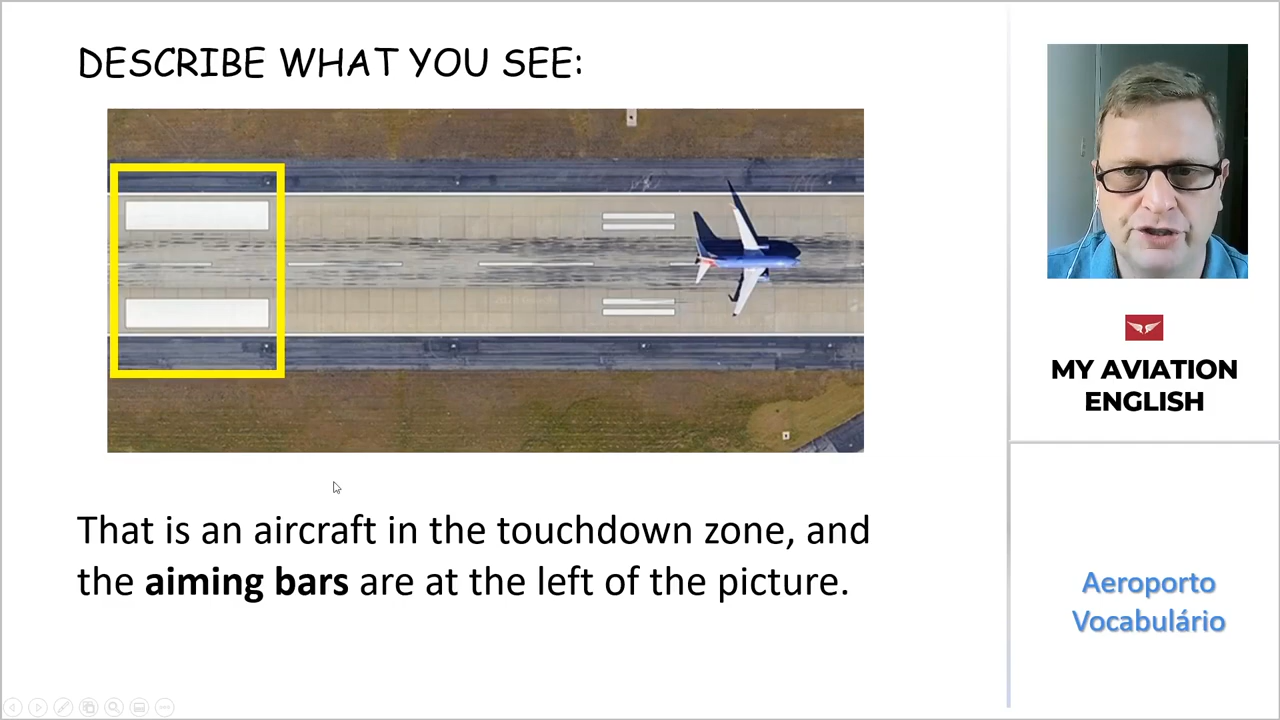 DESCRIBE WHAT YOU SEE:
That is an aircraft in the touchdown zone, and
the aiming bars are at the left of the picture.
MY AVIATION
ENGLISH
Aeroporto
Vocabulário